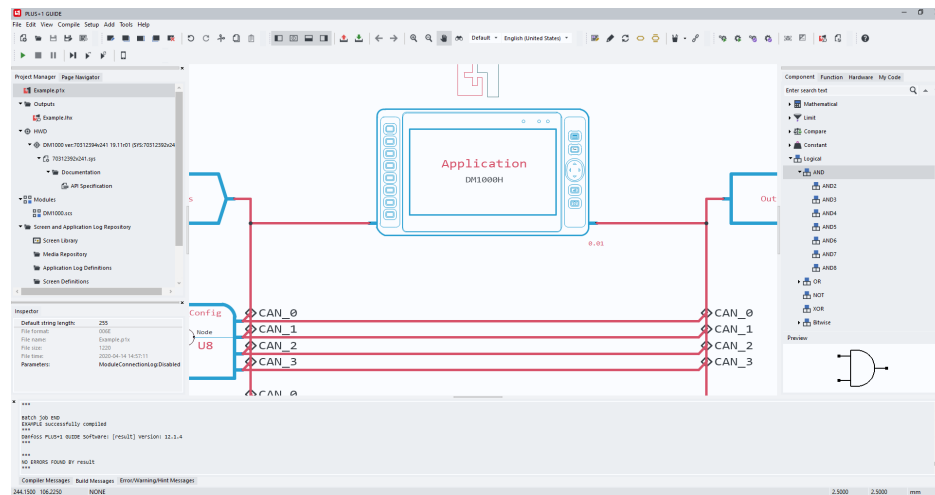 PLUS+1 GUIDE
File Edit View Compile Setup Add Tools Help
Default English (United States)
Project Manager Page Navigator
Example.p1x
Outputs
Example.lhx
HWD
DM1000 ver:70312394v241 19.11r01 (SYS:70312392v24
70312392v241.sys
Documentation
API Specification
Modules
DM1000.scs
Screen and Application Log Repository
Screen Library
Media Repository
Application Log Definitions
Screen Definitions
Inspector
Default string length: 255
File format: 000E
File name: Example.p1x
File size: 1220
File time: 2020-04-14 14:57:11
Parameters: ModuleConnectionLog:Disabled
Application
DM1000H
s
Out
0.01
Config
Node
U8
CAN_0
CAN_1
CAN_2
CAN_3
CAN_0
CAN_0
CAN_1
CAN_2
CAN_3
Component Function Hardware My Code
Enter search text
Mathematical
Limit
Compare
Constant
Logical
AND
AND2
AND3
AND4
AND5
AND6
AND7
AND8
OR
NOT
XOR
Bitwise
Preview
***
Batch job END
EXAMPLE successfully compiled
***
Danfoss PLUS+1 GUIDE Software: [result] Version: 12.1.4
***
***
NO ERRORS FOUND BY result
***
Compiler Messages Build Messages Error/Warning/Hint Messages
244.1500 106.2250 NONE 2.5000 2.5000 mm